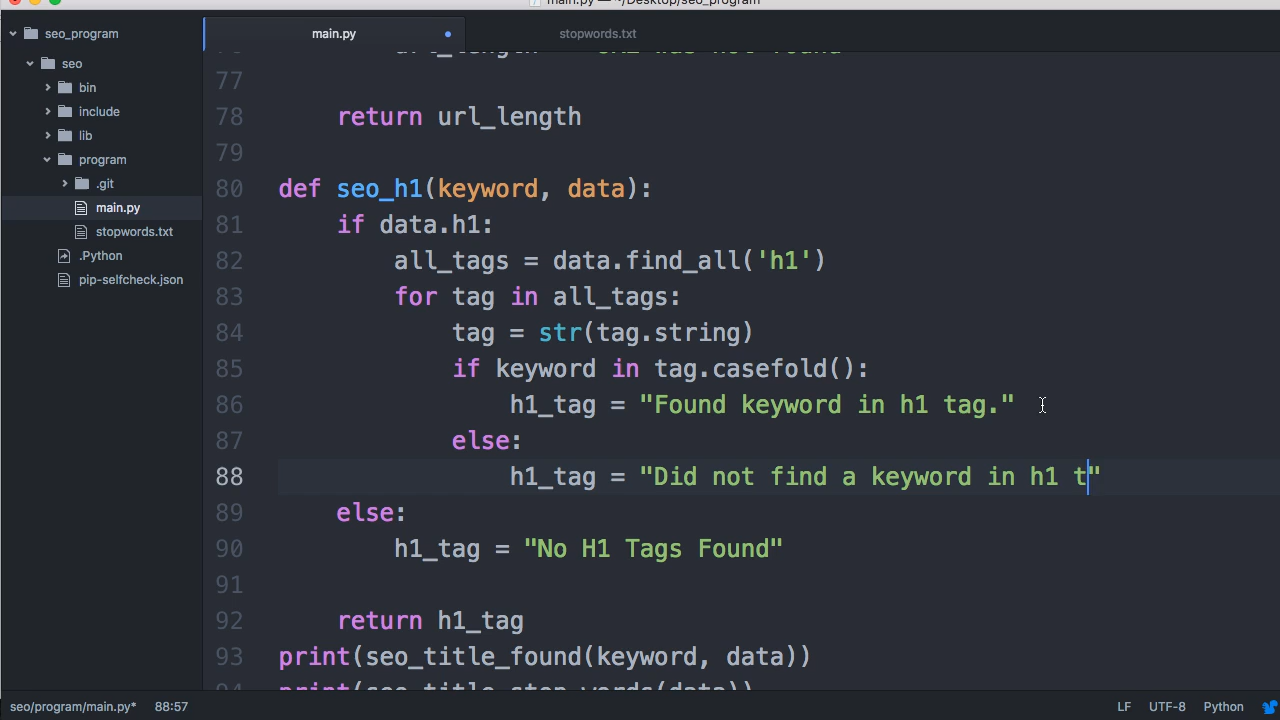 main.py — ~/Desktop/seo_program
seo_program
main.py
stopwords.txt
seo
bin
include
lib
program
.git
main.py
stopwords.txt
.Python
pip-selfcheck.json
77
78 return url_length
79
80 def seo_h1(keyword, data):
81 if data.h1:
82 all_tags = data.find_all('h1')
83 for tag in all_tags:
84 tag = str(tag.string)
85 if keyword in tag.casefold():
86 h1_tag = "Found keyword in h1 tag."
87 else:
88 h1_tag = "Did not find a keyword in h1 t"
89 else:
90 h1_tag = "No H1 Tags Found"
91
92 return h1_tag
93 print(seo_title_found(keyword, data))
94 print(seo_title_stop_words(data))
seo/program/main.py* 88:57 LF UTF-8 Python